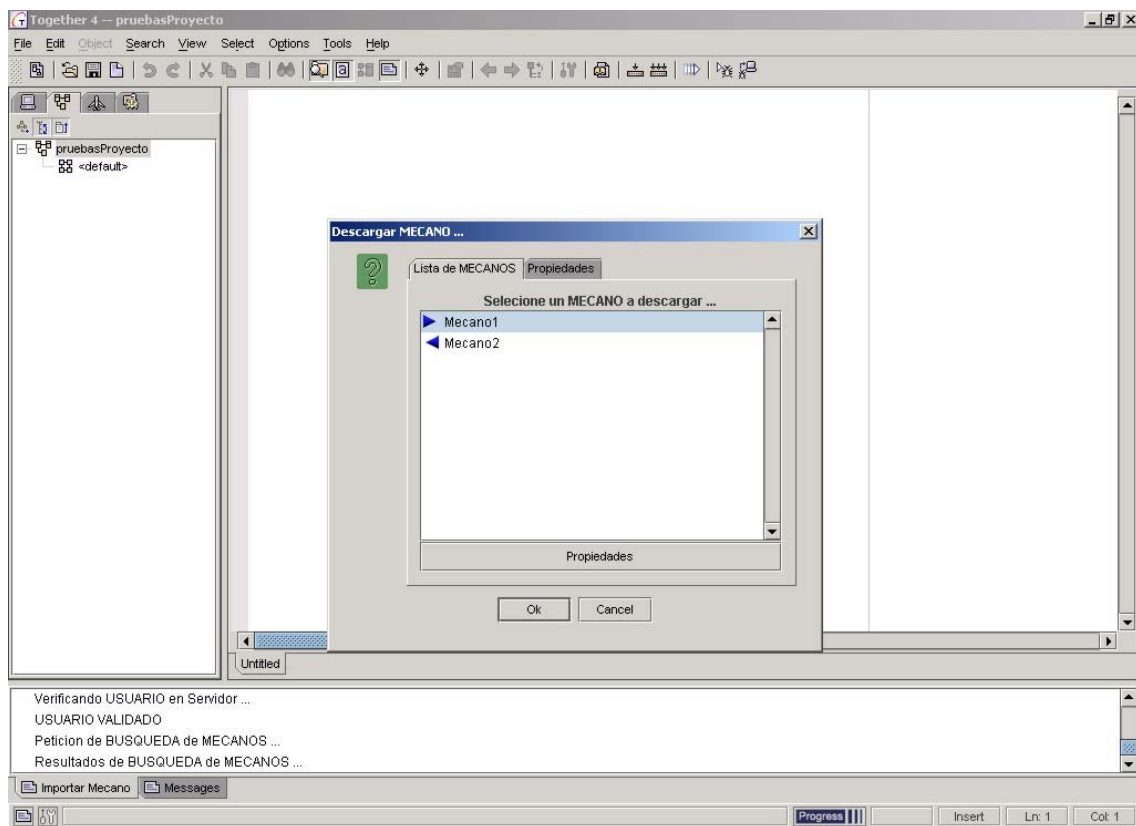 Together 4 -- pruebasProyecto
File Edit Object Search View Select Options Tools Help
pruebasProyecto
<default>
Descargar MECANO ...
Lista de MECANOS Propiedades
Selecione un MECANO a descargar ...
Mecano1
Mecano2
Propiedades
Ok Cancel
Untitled
Verificando USUARIO en Servidor ...
USUARIO VALIDADO
Peticion de BUSQUEDA de MECANOS ...
Resultados de BUSQUEDA de MECANOS ...
Importar Mecano Messages
Progress Insert Ln: 1 Col: 1